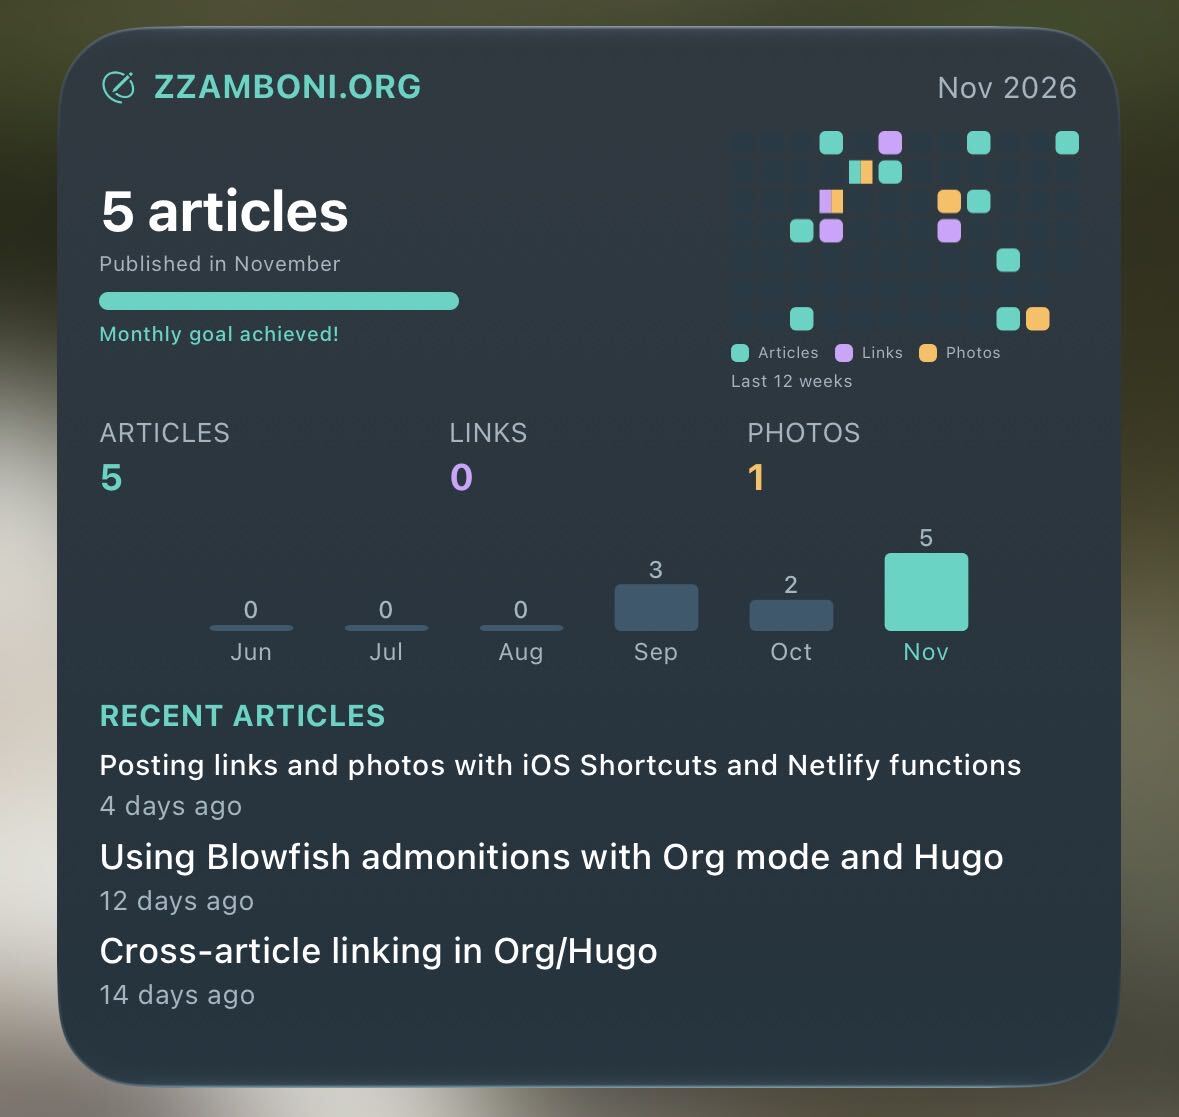 ZZAMBONI.ORG
Nov 2026
5 articles
Published in November
Monthly goal achieved!
Articles Links Photos
Last 12 weeks
ARTICLES LINKS PHOTOS
5 0 1
0 0 0 3 2 5
Jun Jul Aug Sep Oct Nov
RECENT ARTICLES
Posting links and photos with iOS Shortcuts and Netlify functions
4 days ago
Using Blowfish admonitions with Org mode and Hugo
12 days ago
Cross-article linking in Org/Hugo
14 days ago